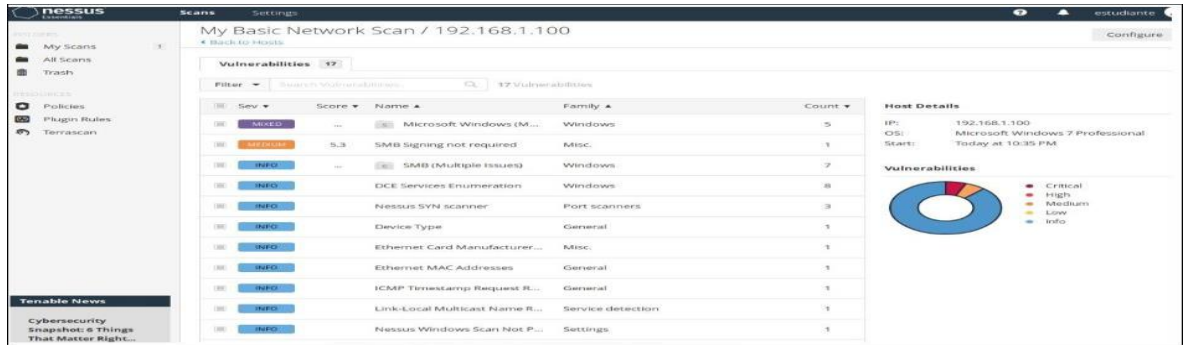 nessus
Essentials
Scans Settings
estudiante
FOLDERS
My Scans 1
All Scans
Trash
RESOURCES
Policies
Plugin Rules
Terrascan
Tenable News
Cybersecurity
Snapshot: 6 Things
That Matter Right...
My Basic Network Scan / 192.168.1.100
Configure
Back to Hosts
Vulnerabilities 17
Filter Search Vulnerabilities 17 Vulnerabilities
Sev Score Name Family Count
MIXED ... Microsoft Windows (M... Windows 5
MEDIUM 5.3 SMB Signing not required Misc. 1
INFO ... SMB (Multiple Issues) Windows 7
INFO DCE Services Enumeration Windows 8
INFO Nessus SYN scanner Port scanners 3
INFO Device Type General 1
INFO Ethernet Card Manufacturer... Misc. 1
INFO Ethernet MAC Addresses General 1
INFO ICMP Timestamp Request R... General 1
INFO Link-Local Multicast Name R... Service detection 1
INFO Nessus Windows Scan Not P... Settings 1
Host Details
IP: 192.168.1.100
OS: Microsoft Windows 7 Professional
Start: Today at 10:35 PM
Vulnerabilities
Critical
High
Medium
Low
Info